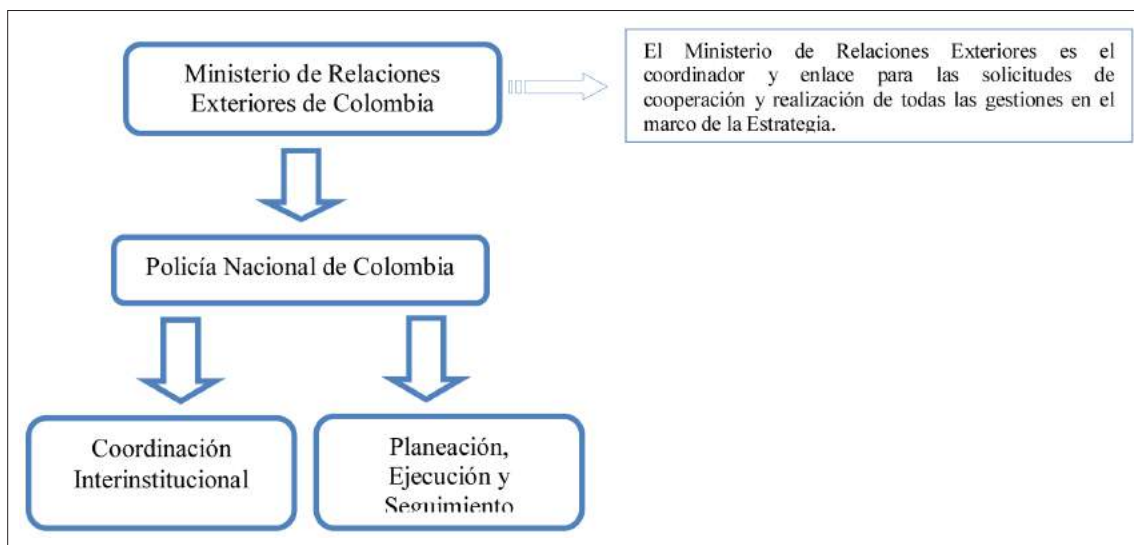 Ministerio de Relaciones
Exteriores de Colombia
El Ministerio de Relaciones Exteriores es el
coordinador y enlace para las solicitudes de
cooperación y realización de todas las gestiones en el
marco de la Estrategia.
Policía Nacional de Colombia
Coordinación
Interinstitucional
Planeación,
Ejecución y
Seguimiento